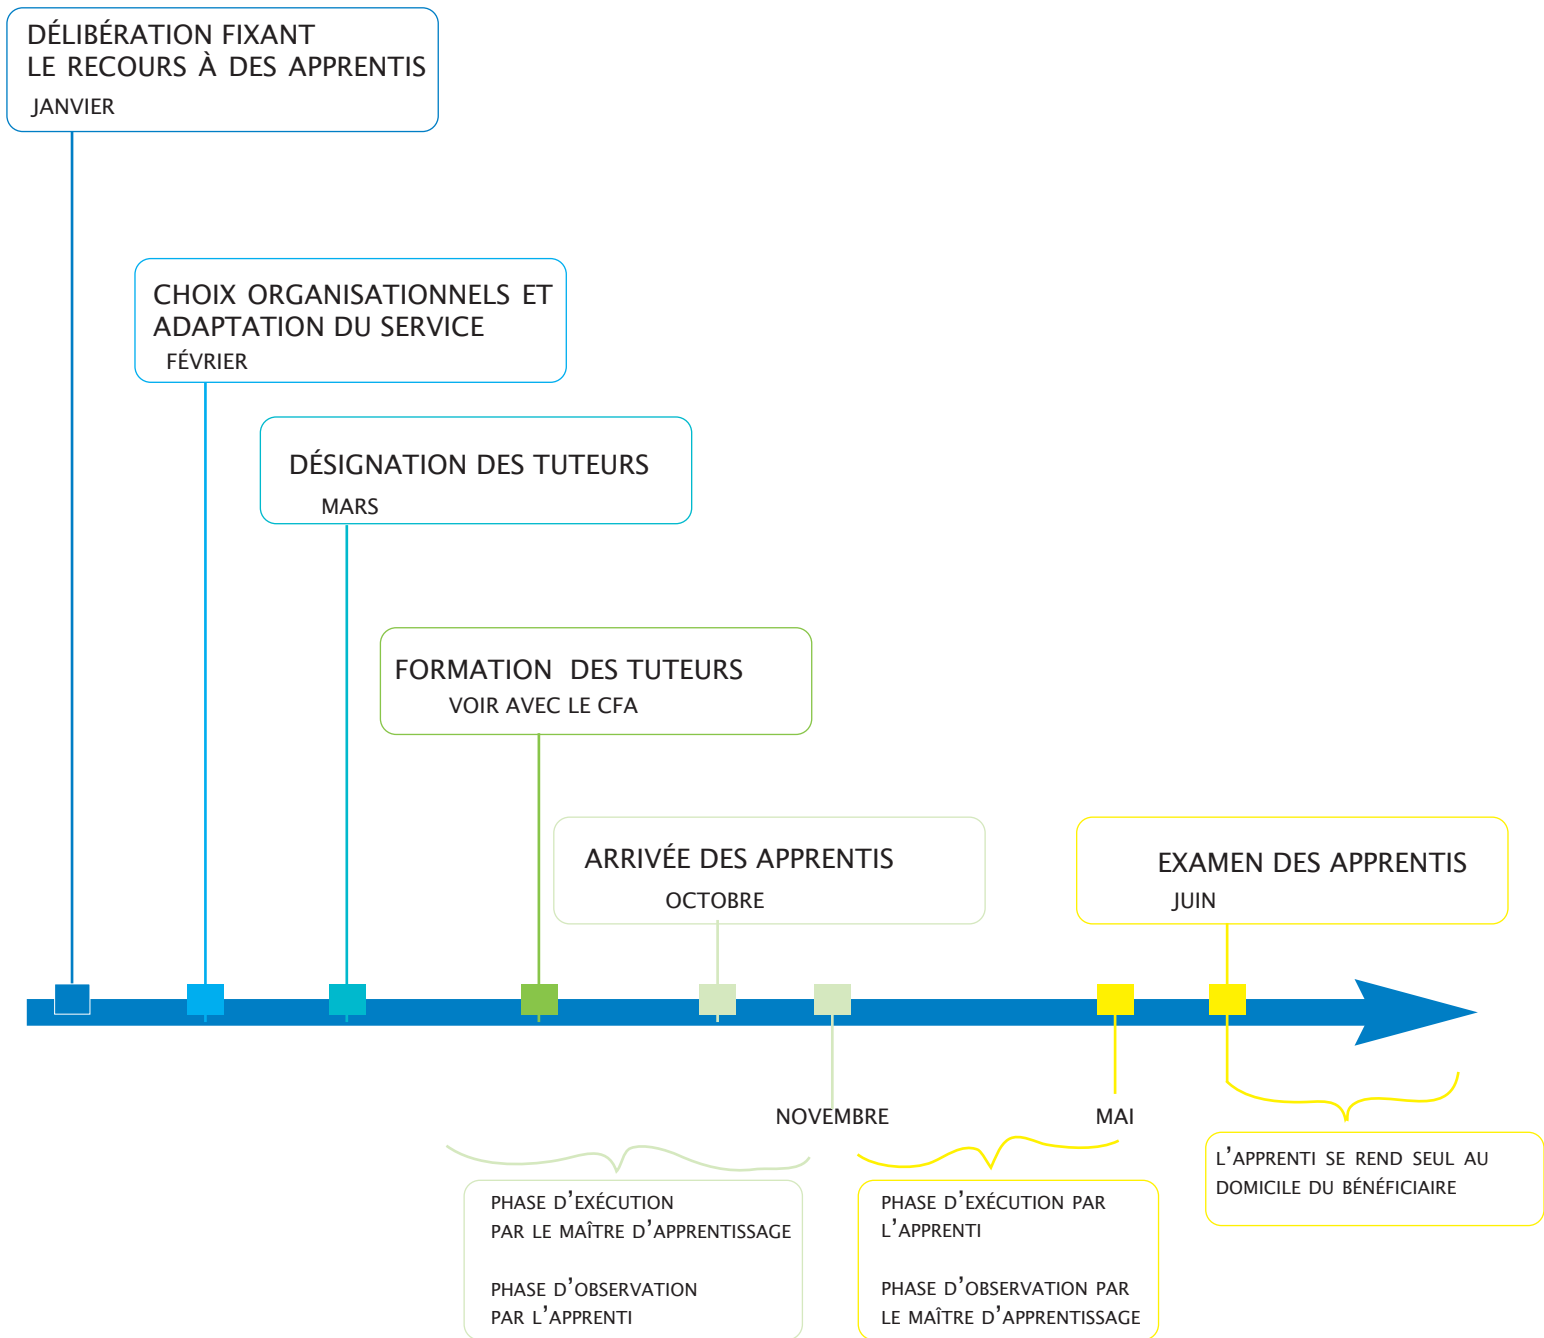 DÉLIBÉRATION FIXANT
LE RECOURS À DES APPRENTIS
JANVIER
CHOIX ORGANISATIONNELS ET
ADAPTATION DU SERVICE
FÉVRIER
DÉSIGNATION DES TUTEURS
MARS
FORMATION DES TUTEURS
VOIR AVEC LE CFA
ARRIVÉE DES APPRENTIS
OCTOBRE
EXAMEN DES APPRENTIS
JUIN
NOVEMBRE
MAI
PHASE D'EXÉCUTION
PAR LE MAÎTRE D'APPRENTISSAGE
PHASE D'OBSERVATION
PAR L'APPRENTI
PHASE D'EXÉCUTION PAR
L'APPRENTI
PHASE D'OBSERVATION PAR
LE MAÎTRE D'APPRENTISSAGE
L'APPRENTI SE REND SEUL AU
DOMICILE DU BÉNÉFICIAIRE